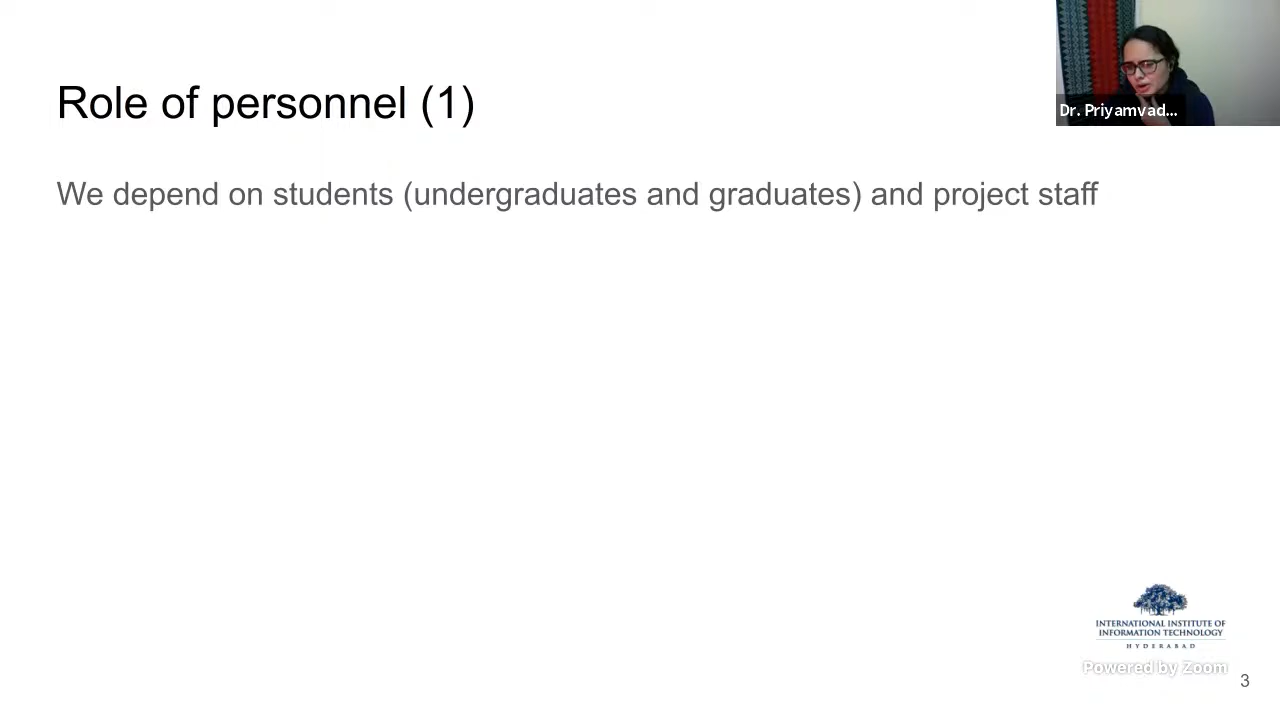 Role of personnel (1)
Dr. Priyamvad...
We depend on students (undergraduates and graduates) and project staff
INTERNATIONAL INSTITUTE OF
INFORMATION TECHNOLOGY
HYDERABAD
Powered by Zoom
3